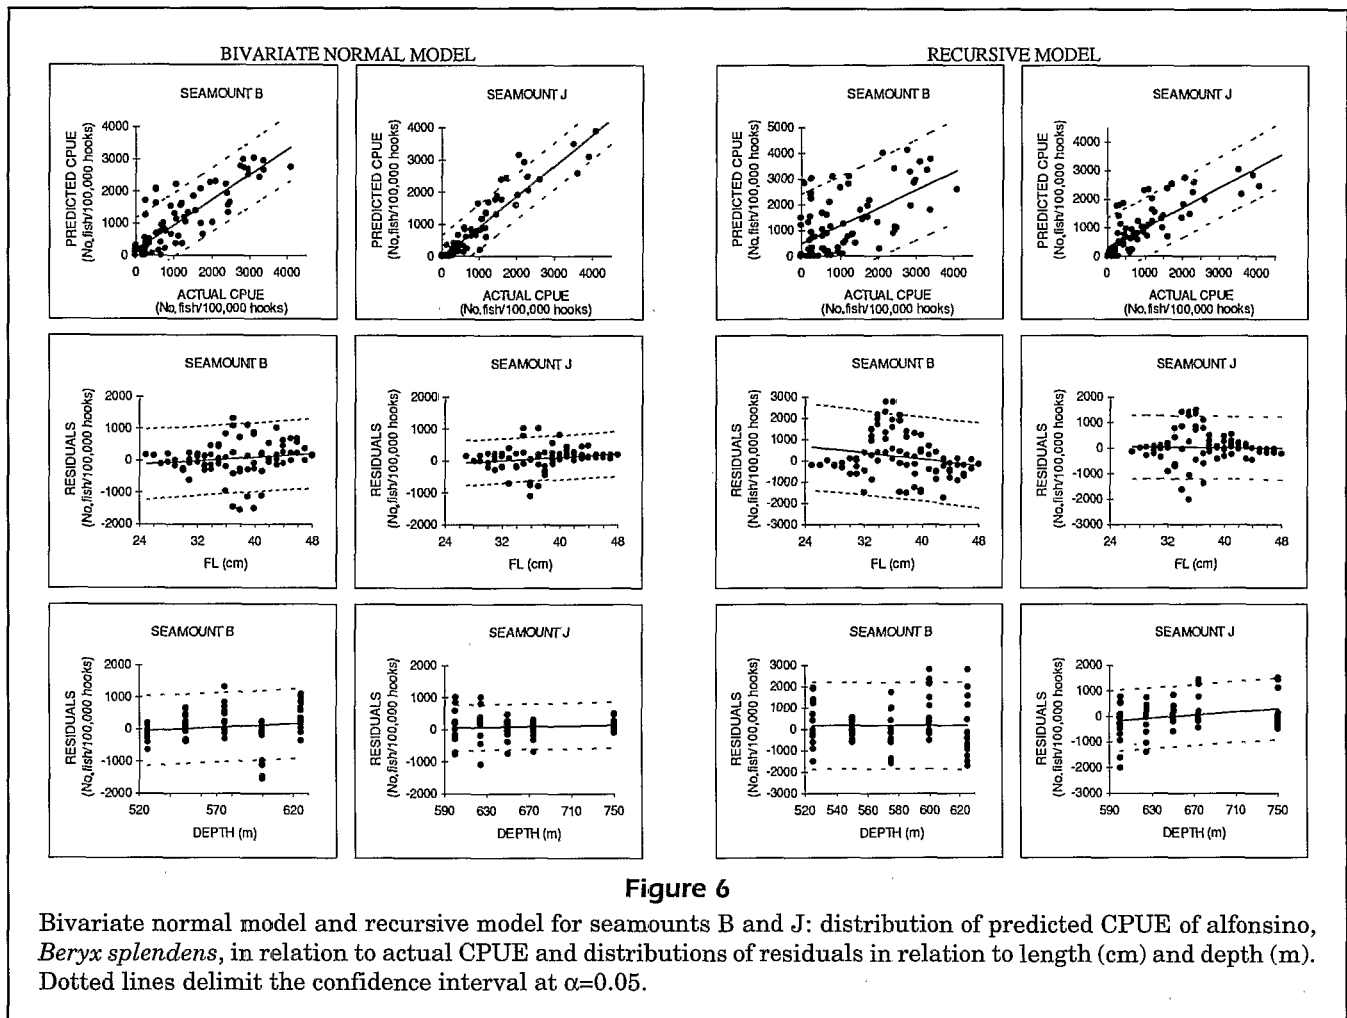 BIVARIATE NORMAL MODEL
RECURSIVE MODEL
SEAMOUNT B
PREDICTED CPUE
(No.fish/100,000 hooks)
4000
3000
2000
1000
0
0 1000 2000 3000 4000
ACTUAL CPUE
(No.fish/100,000 hooks)
SEAMOUNT J
PREDICTED CPUE
(No.fish/100,000 hooks)
4000
3000
2000
1000
0
0 1000 2000 3000 4000
ACTUAL CPUE
(No.fish/100,000 hooks)
SEAMOUNT B
PREDICTED CPUE
(No.fish/100,000 hooks)
5000
4000
3000
2000
1000
0
0 1000 2000 3000 4000
ACTUAL CPUE
(No.fish/100,000 hooks)
SEAMOUNT J
PREDICTED CPUE
(No.fish/100,000 hooks)
4000
3000
2000
1000
0
0 1000 2000 3000 4000
ACTUAL CPUE
(No.fish/100,000 hooks)
SEAMOUNT B
RESIDUALS
(No.fish/100,000 hooks)
2000
1000
0
-1000
-2000
24 32 40 48
FL (cm)
SEAMOUNT J
RESIDUALS
(No.fish/100,000 hooks)
2000
1000
0
-1000
-2000
24 32 40 48
FL (cm)
SEAMOUNT B
RESIDUALS
(No.fish/100,000 hooks)
3000
2000
1000
0
-1000
-2000
-3000
24 32 40 48
FL (cm)
SEAMOUNT J
RESIDUALS
(No.fish/100,000 hooks)
2000
1000
0
-1000
-2000
-3000
24 32 40 48
FL (cm)
SEAMOUNT B
RESIDUALS
(No.fish/100,000 hooks)
2000
1000
0
-1000
-2000
520 570 620
DEPTH (m)
SEAMOUNT J
RESIDUALS
(No.fish/100,000 hooks)
2000
1000
0
-1000
-2000
590 630 670 710 750
DEPTH (m)
SEAMOUNT B
RESIDUALS
(No.fish/100,000 hooks)
3000
2000
1000
0
-1000
-2000
-3000
520 540 560 580 600 620
DEPTH (m)
SEAMOUNT J
RESIDUALS
(No.fish/100,000 hooks)
2000
1000
0
-1000
-2000
-3000
590 630 670 710 750
DEPTH (m)
Figure 6
Bivariate normal model and recursive model for seamounts B and J: distribution of predicted CPUE of alfonsino,
Beryx splendens, in relation to actual CPUE and distributions of residuals in relation to length (cm) and depth (m).
Dotted lines delimit the confidence interval at α=0.05.